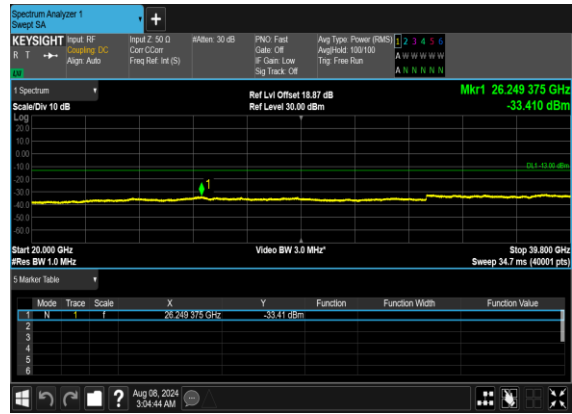 Spectrum Analyzer 1
Swept SA
+
KEYSIGHT Input: RF Input Z: 50 Ω #Atten: 30 dB PNO: Fast Avg Type: Power (RMS) 1 2 3 4 5 6
R T Coupling: DC Corr CCorr Gate: Off Avg|Hold: 100/100 A W W W W W
Align: Auto Freq Ref: Int (S) IF Gain: Low Trig: Free Run
Sig Track: Off A N N N N N
1 Spectrum
Ref Lvl Offset 18.87 dB Mkr1 26.249 375 GHz
Scale/Div 10 dB Ref Level 30.00 dBm -33.410 dBm
Log
20.0
10.0
0.00
-10.0
DL1 -13.00 dBm
-20.0
1
-30.0
-40.0
-50.0
-60.0
Start 20.000 GHz Video BW 3.0 MHz* Stop 39.800 GHz
#Res BW 1.0 MHz Sweep 34.7 ms (40001 pts)
5 Marker Table
Mode Trace Scale X Y Function Function Width Function Value
1 N 1 f 26.249 375 GHz -33.41 dBm
2
3
4
5
6
? Aug 08, 2024
3:04:44 AM